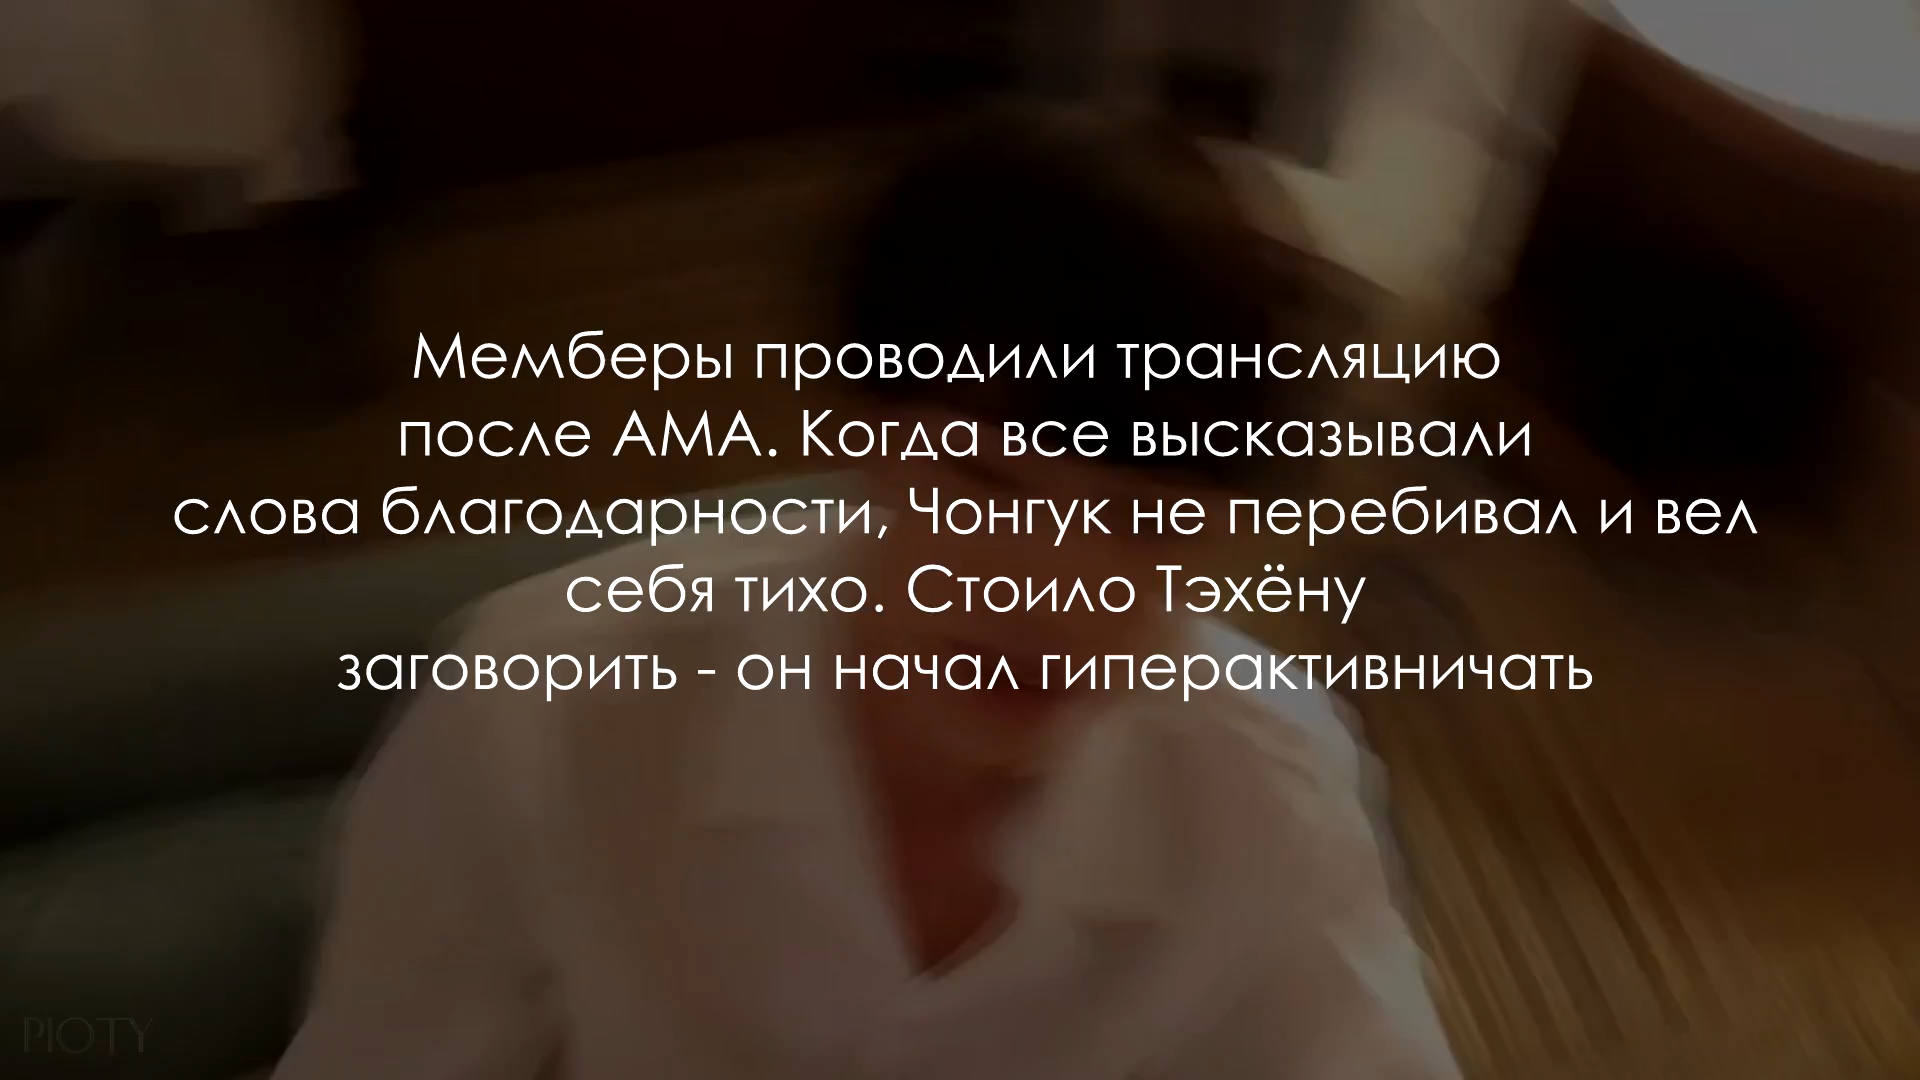 Мемберы проводили трансляцию
после АМА. Когда все высказывали
слова благодарности, Чонгук не перебивал и вел
себя тихо. Стоило Тэхёну
заговорить - он начал гиперактивничать
PIOTY